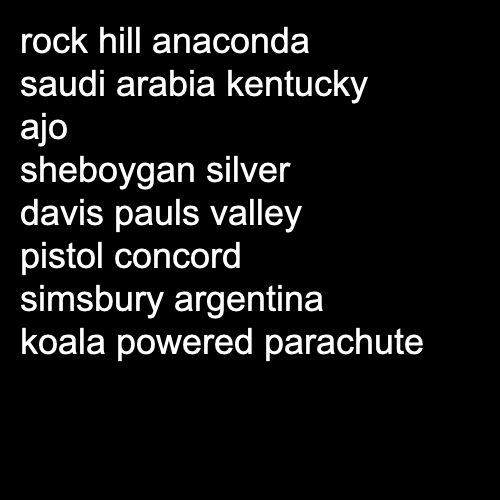 rock hill anaconda
saudi arabia kentucky
ajo
sheboygan silver
davis pauls valley
pistol concord
simsbury argentina
koala powered parachute